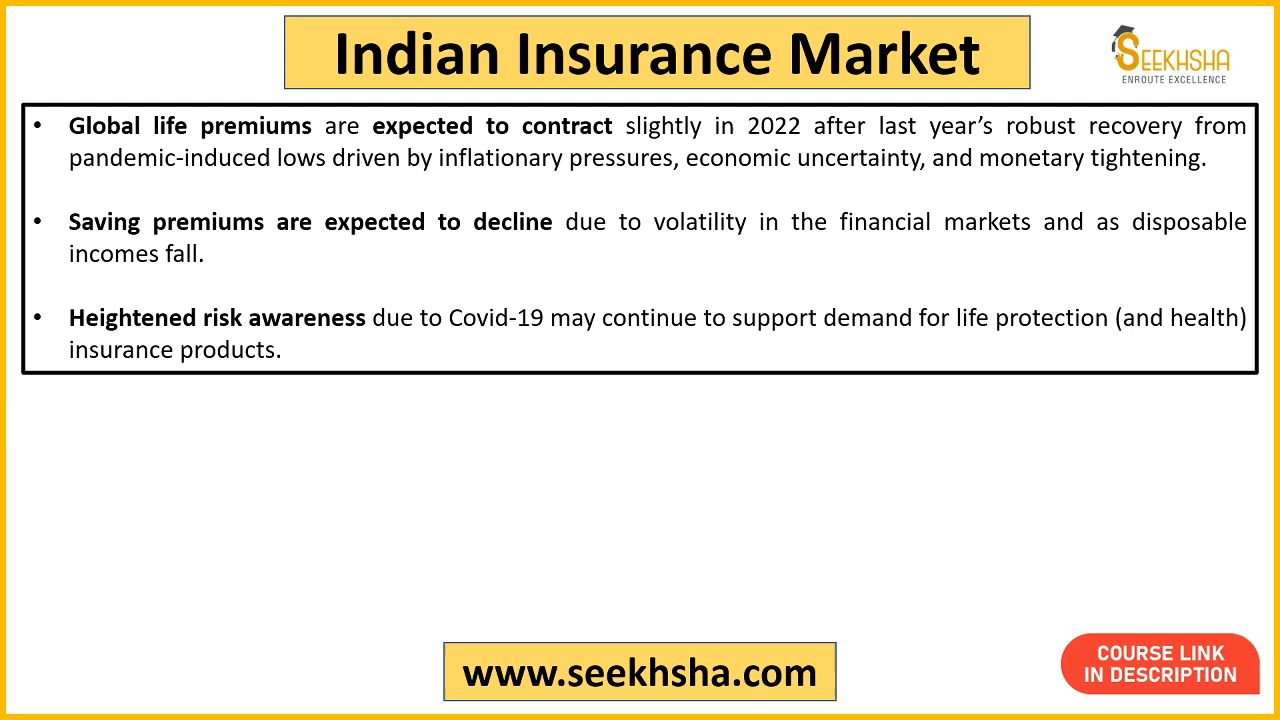 Indian Insurance Market
SEEKHSHA
ENROUTE EXCELLENCE
• Global life premiums are expected to contract slightly in 2022 after last year’s robust recovery from
pandemic-induced lows driven by inflationary pressures, economic uncertainty, and monetary tightening.
• Saving premiums are expected to decline due to volatility in the financial markets and as disposable
incomes fall.
• Heightened risk awareness due to Covid-19 may continue to support demand for life protection (and health)
insurance products.
www.seekhsha.com
COURSE LINK
IN DESCRIPTION